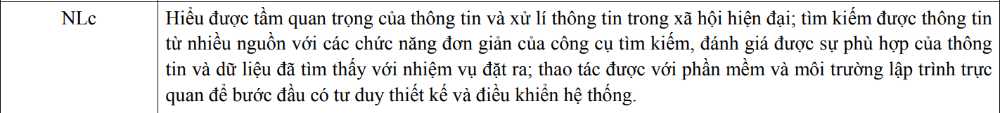 NLc
Hiểu được tầm quan trọng của thông tin và xử lí thông tin trong xã hội hiện đại; tìm kiếm được thông tin
từ nhiều nguồn với các chức năng đơn giản của công cụ tìm kiếm, đánh giá được sự phù hợp của thông
tin và dữ liệu đã tìm thấy với nhiệm vụ đặt ra; thao tác được với phần mềm và môi trường lập trình trực
quan để bước đầu có tư duy thiết kế và điều khiển hệ thống.